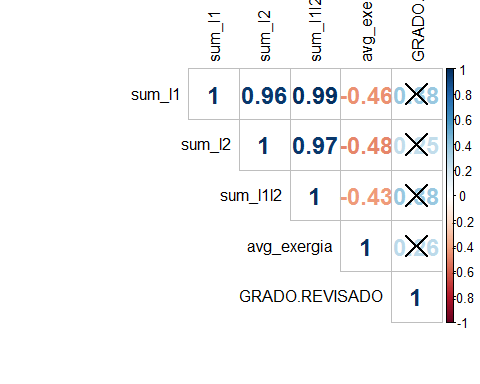 sum_l1
sum_l2
sum_l1l2
avg_exe
GRADO.
sum_l1 1 0.96 0.99 -0.46
sum_l2 1 0.97 -0.48
sum_l1l2 1 -0.43
avg_exergia 1
GRADO.REVISADO 1
1
0.8
0.6
0.4
0.2
0
-0.2
-0.4
-0.6
-0.8
-1